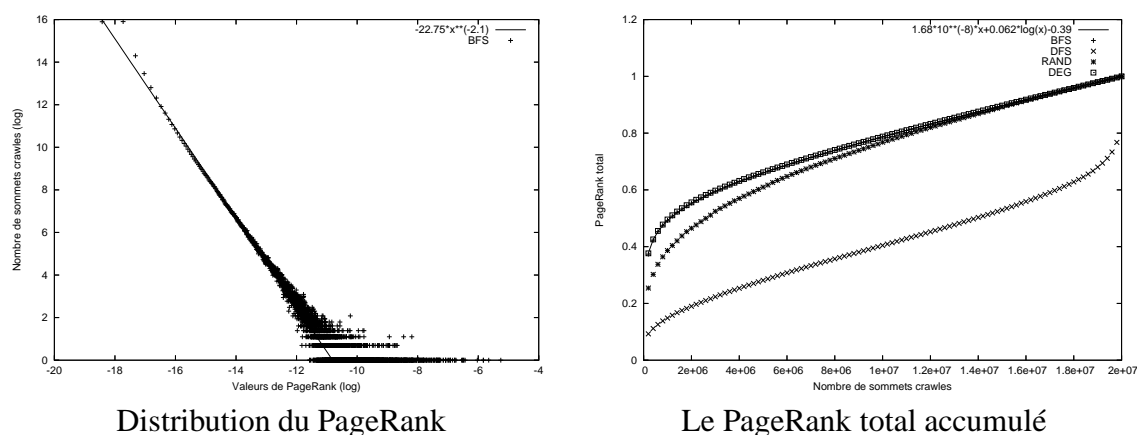 -22.75*x**(-2.1)
BFS
16
14
12
10
8
6
4
2
0
Nombre de sommets crawles (log)
-20 -18 -16 -14 -12 -10 -8 -6 -4
Valeurs de PageRank (log)
Distribution du PageRank
1.68*10**(-8)*x+0.062*log(x)-0.39
BFS
DFS
RAND
DEG
1.2
1
0.8
0.6
0.4
0.2
0
PageRank total
2e+06 4e+06 6e+06 8e+06 1e+07 1.2e+07 1.4e+07 1.6e+07 1.8e+07 2e+07
Nombre de sommets crawles
Le PageRank total accumulé